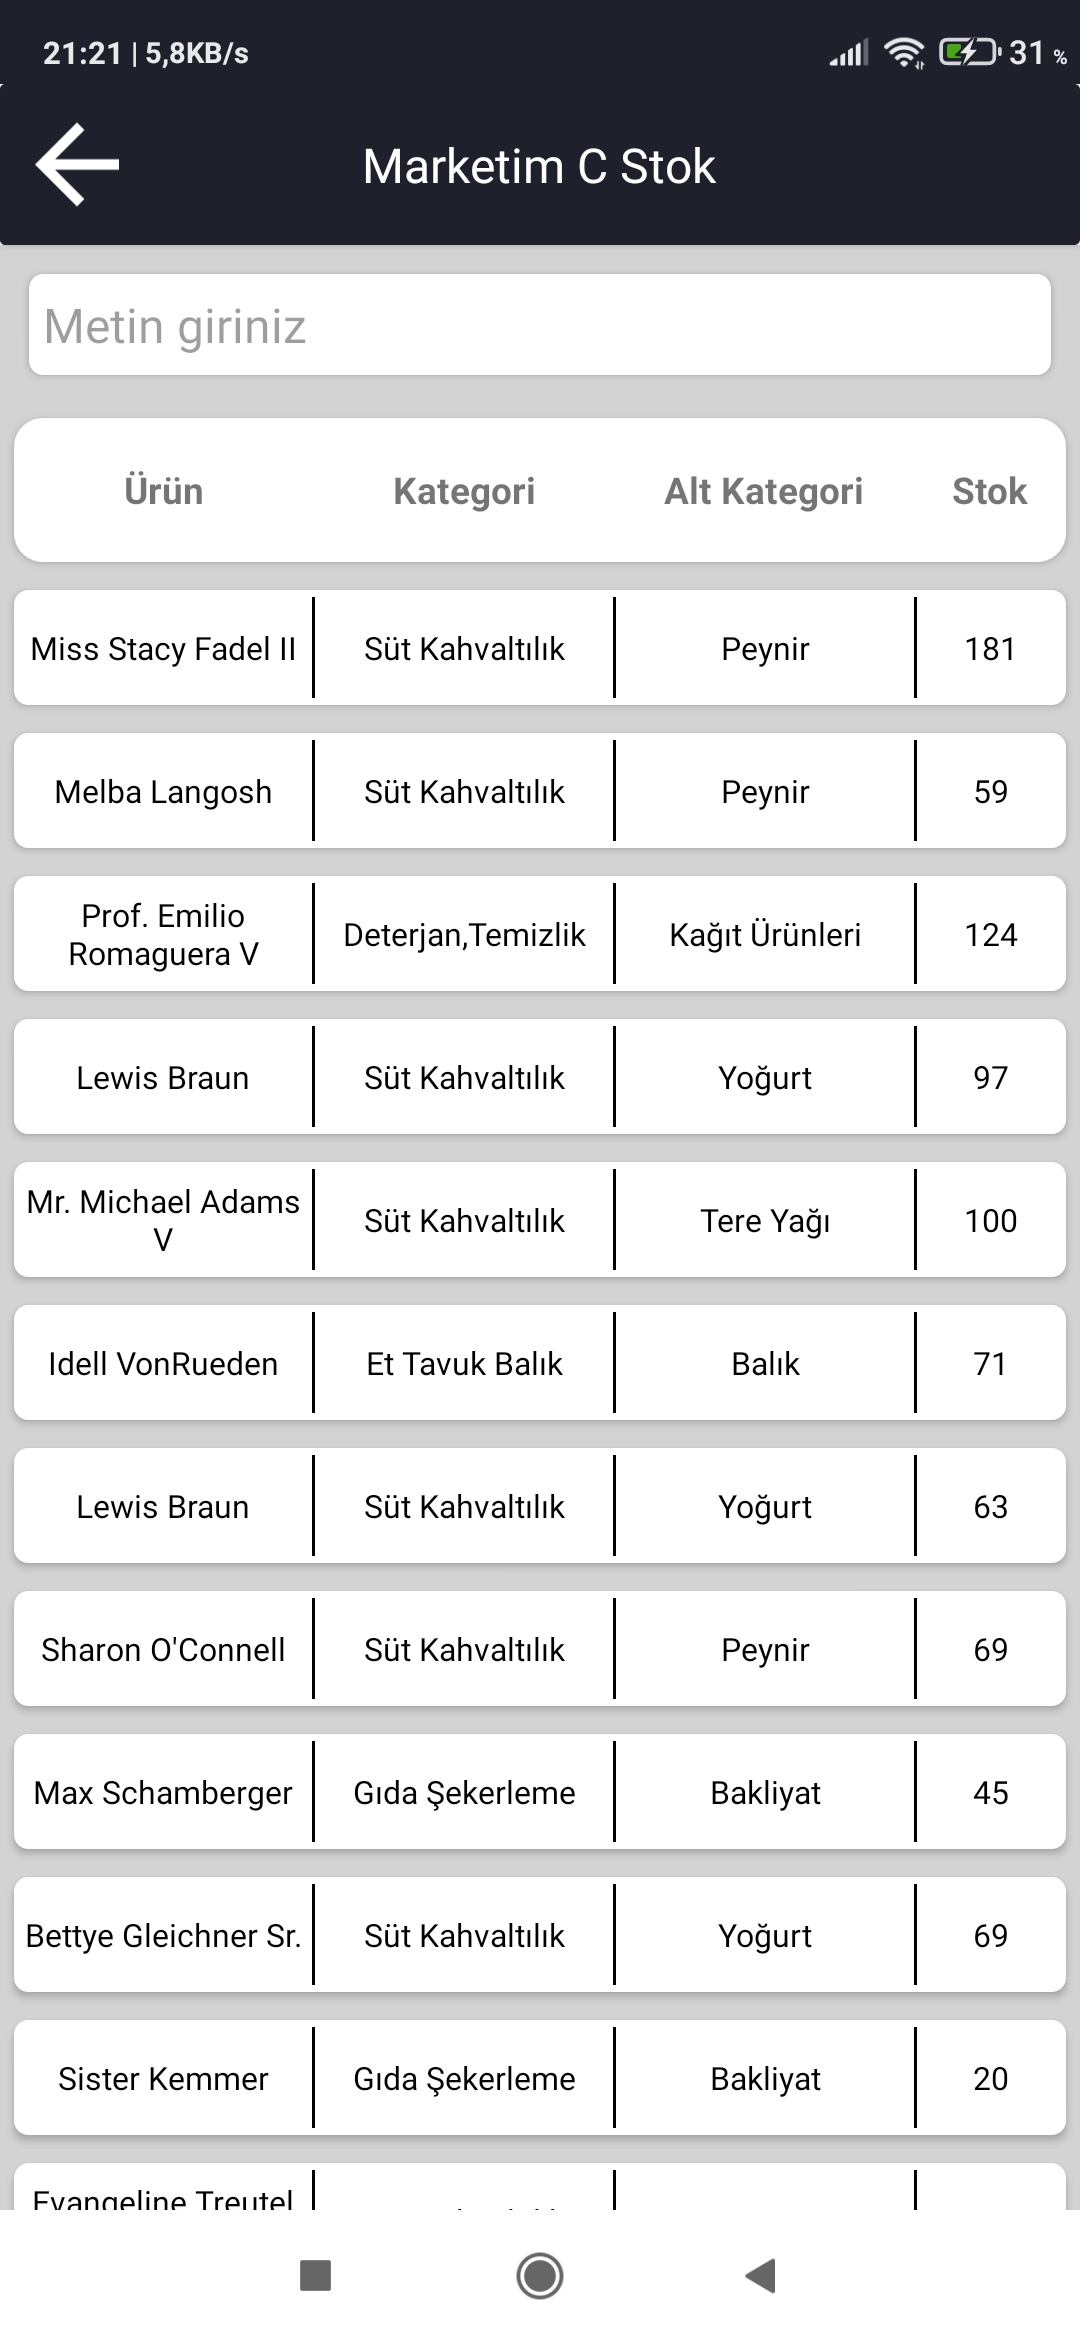 21:21 | 5,8KB/s 31 %
Marketim C Stok
Metin giriniz
Ürün Kategori Alt Kategori Stok
Miss Stacy Fadel II Süt Kahvaltılık Peynir 181
Melba Langosh Süt Kahvaltılık Peynir 59
Prof. Emilio
Romaguera V Deterjan,Temizlik Kağıt Ürünleri 124
Lewis Braun Süt Kahvaltılık Yoğurt 97
Mr. Michael Adams
V Süt Kahvaltılık Tere Yağı 100
Idell VonRueden Et Tavuk Balık Balık 71
Lewis Braun Süt Kahvaltılık Yoğurt 63
Sharon O'Connell Süt Kahvaltılık Peynir 69
Max Schamberger Gıda Şekerleme Bakliyat 45
Bettye Gleichner Sr. Süt Kahvaltılık Yoğurt 69
Sister Kemmer Gıda Şekerleme Bakliyat 20
Evangeline Treutel